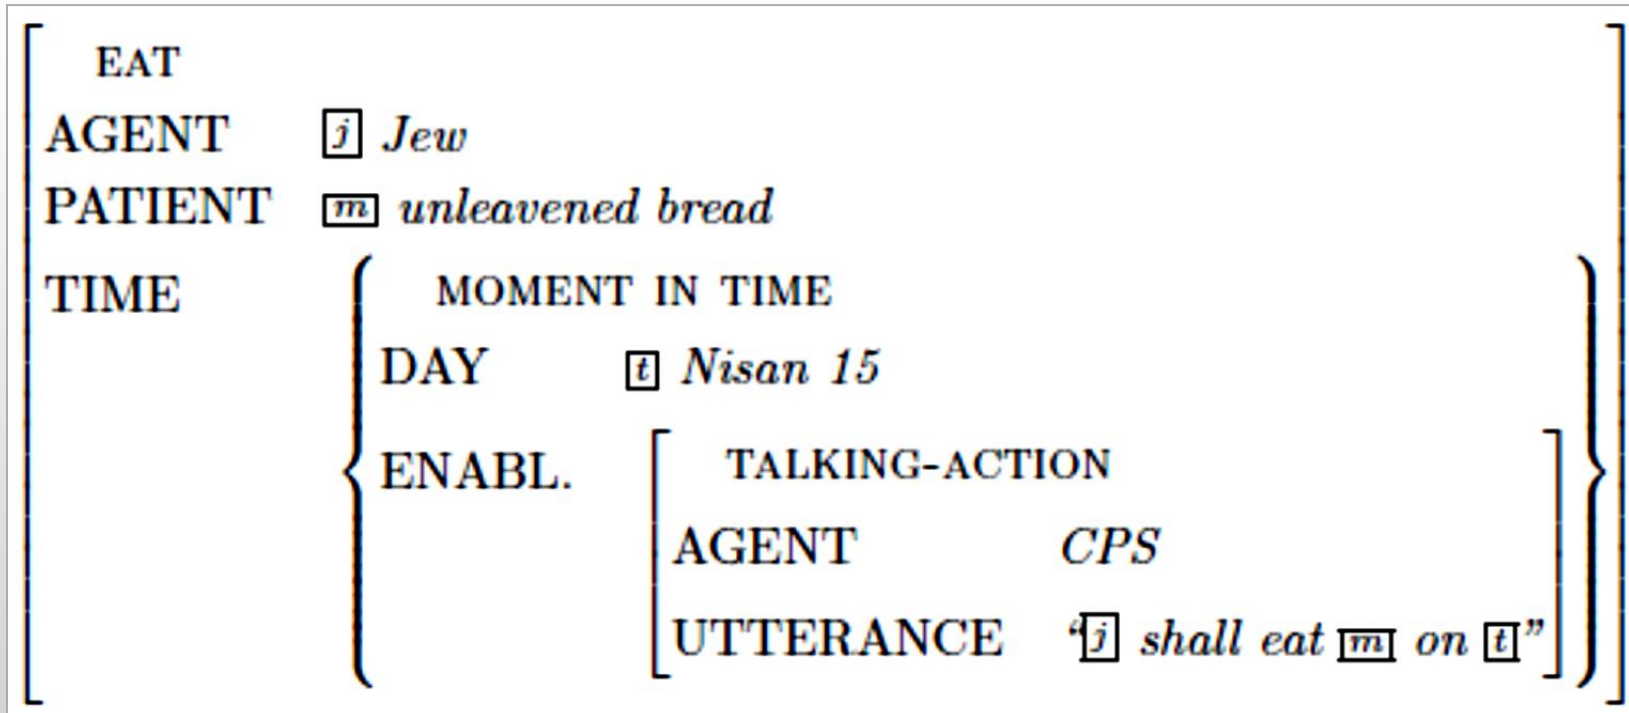 EAT
AGENT j Jew
PATIENT m unleavened bread
TIME MOMENT IN TIME
DAY t Nisan 15
ENABL. TALKING-ACTION
AGENT CPS
UTTERANCE “j shall eat m on t”